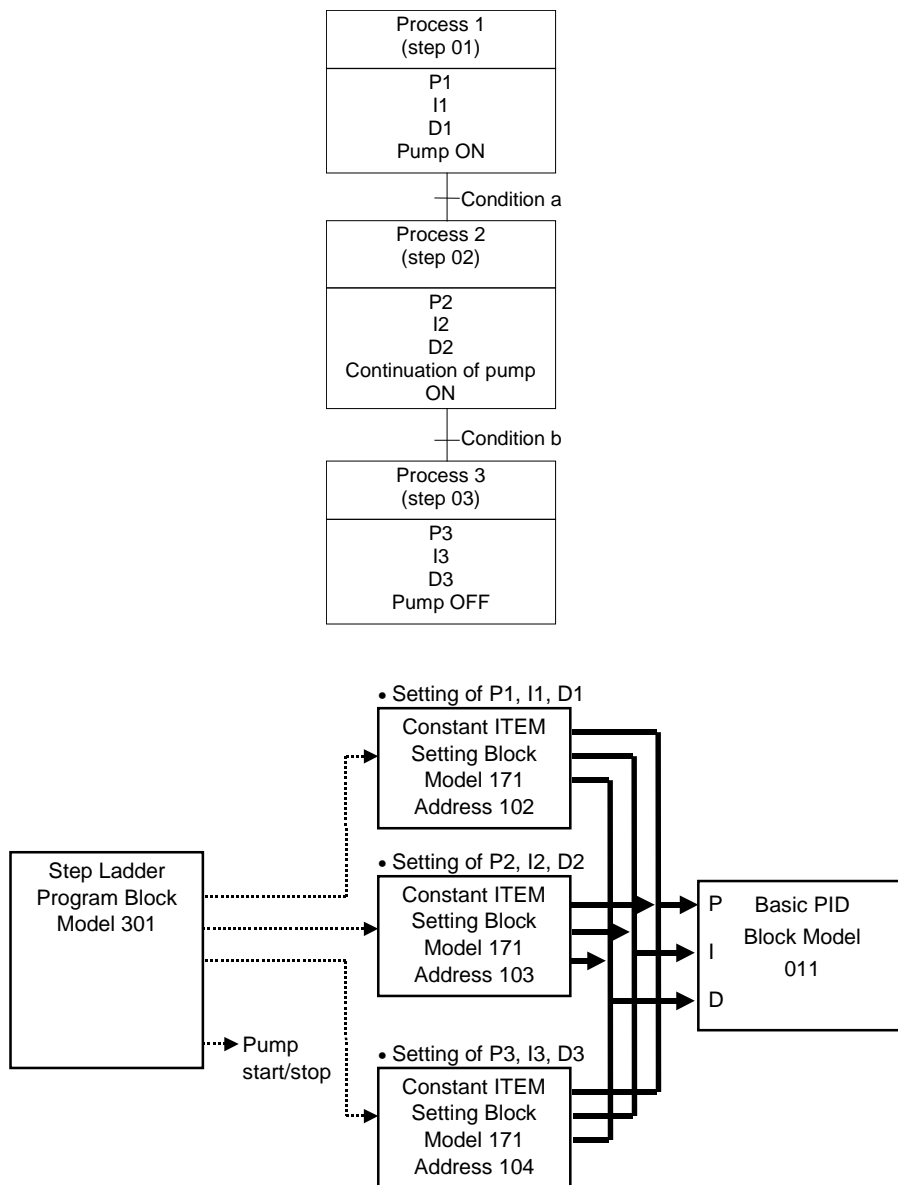 Process 1
(step 01)
P1
I1
D1
Pump ON
Condition a
Process 2
(step 02)
P2
I2
D2
Continuation of pump
ON
Condition b
Process 3
(step 03)
P3
I3
D3
Pump OFF
• Setting of P1, I1, D1
Constant ITEM
Setting Block
Model 171
Address 102
Step Ladder
Program Block
Model 301
Pump
start/stop
• Setting of P2, I2, D2
Constant ITEM
Setting Block
Model 171
Address 103
• Setting of P3, I3, D3
Constant ITEM
Setting Block
Model 171
Address 104
P
I
D
Basic PID
Block Model
011